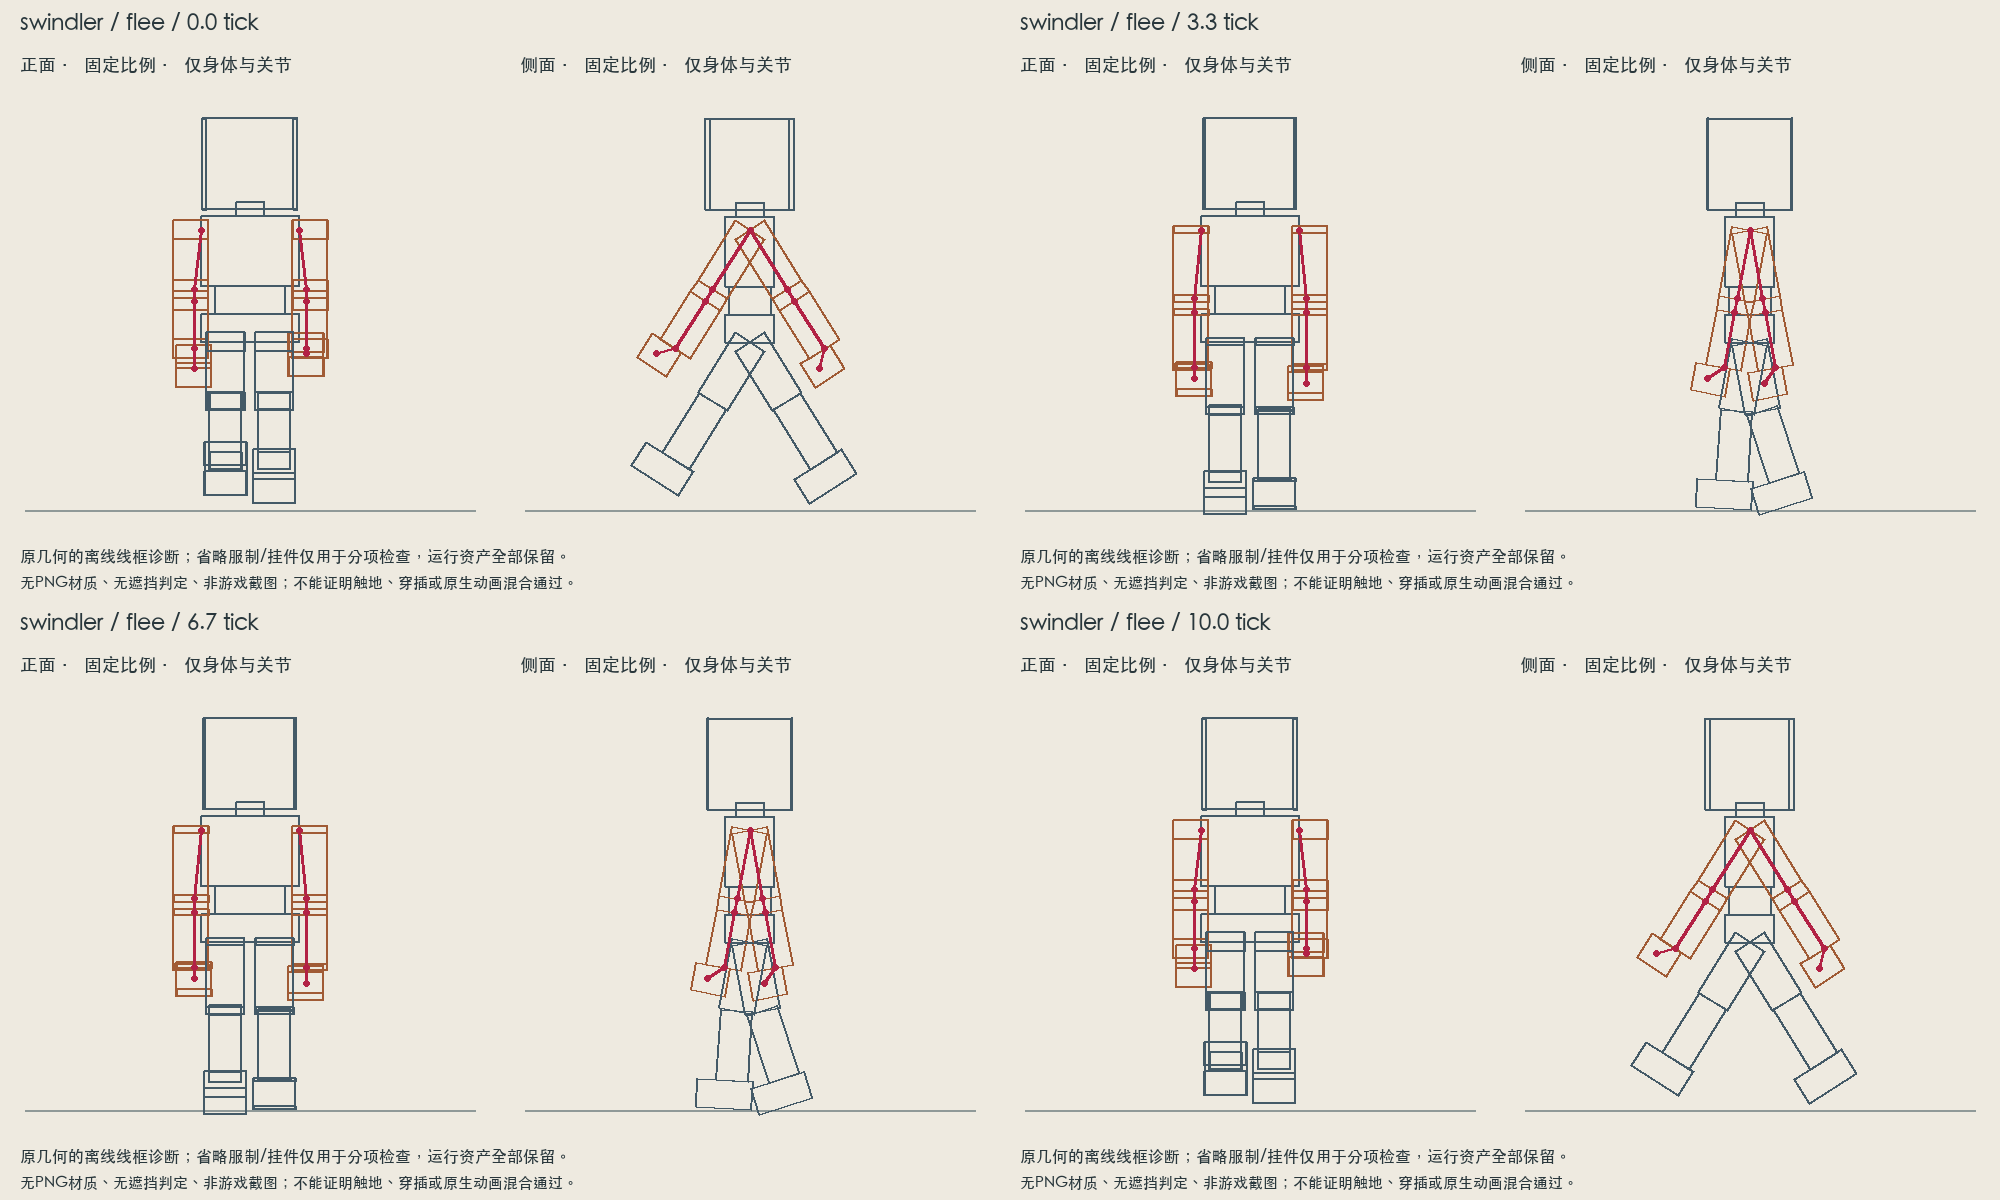 swindler / flee / 0.0 tick
正面 · 固定比例 · 仅身体与关节
侧面 · 固定比例 · 仅身体与关节
原几何的离线线框诊断；省略服制/挂件仅用于分项检查，运行资产全部保留。
无PNG材质、无遮挡判定、非游戏截图；不能证明触地、穿插或原生动画混合通过。
swindler / flee / 3.3 tick
正面 · 固定比例 · 仅身体与关节
侧面 · 固定比例 · 仅身体与关节
原几何的离线线框诊断；省略服制/挂件仅用于分项检查，运行资产全部保留。
无PNG材质、无遮挡判定、非游戏截图；不能证明触地、穿插或原生动画混合通过。
swindler / flee / 6.7 tick
正面 · 固定比例 · 仅身体与关节
侧面 · 固定比例 · 仅身体与关节
原几何的离线线框诊断；省略服制/挂件仅用于分项检查，运行资产全部保留。
无PNG材质、无遮挡判定、非游戏截图；不能证明触地、穿插或原生动画混合通过。
swindler / flee / 10.0 tick
正面 · 固定比例 · 仅身体与关节
侧面 · 固定比例 · 仅身体与关节
原几何的离线线框诊断；省略服制/挂件仅用于分项检查，运行资产全部保留。
无PNG材质、无遮挡判定、非游戏截图；不能证明触地、穿插或原生动画混合通过。